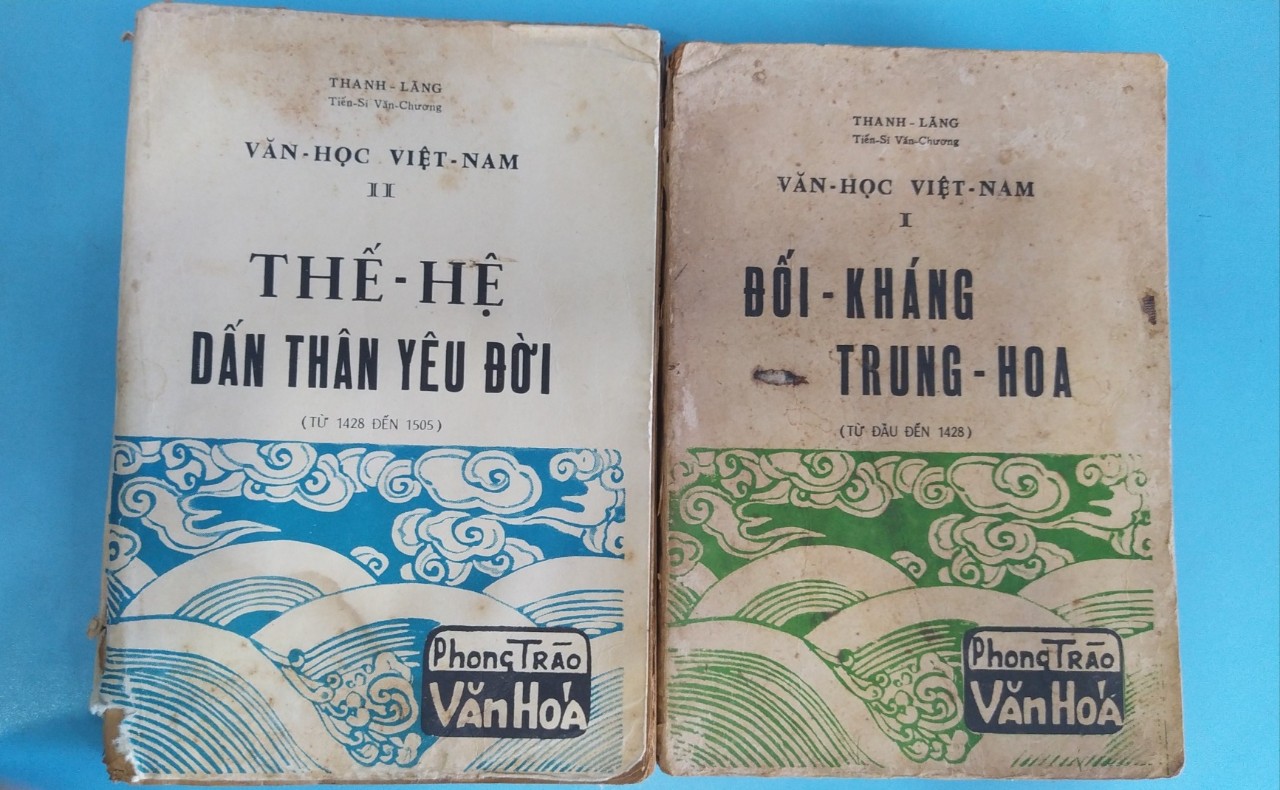 THANH-LÃNG
Tiến-Sĩ Văn-Chương
VĂN-HỌC VIỆT-NAM
II
THẾ-HỆ
DẤN THÂN YÊU ĐỜI
(TỪ 1428 ĐẾN 1505)
Phong Trào
Văn Hoá
THANH-LÃNG
Tiến-Sĩ Văn-Chương
VĂN-HỌC VIỆT-NAM
I
ĐỐI-KHÁNG
TRUNG-HOA
(TỪ ĐẦU ĐẾN 1428)
Phong Trào
Văn Hoá